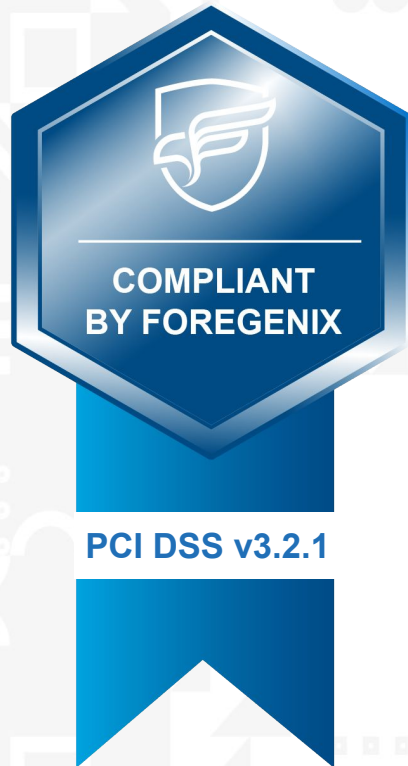 COMPLIANT
BY FOREGENIX
PCI DSS v3.2.1